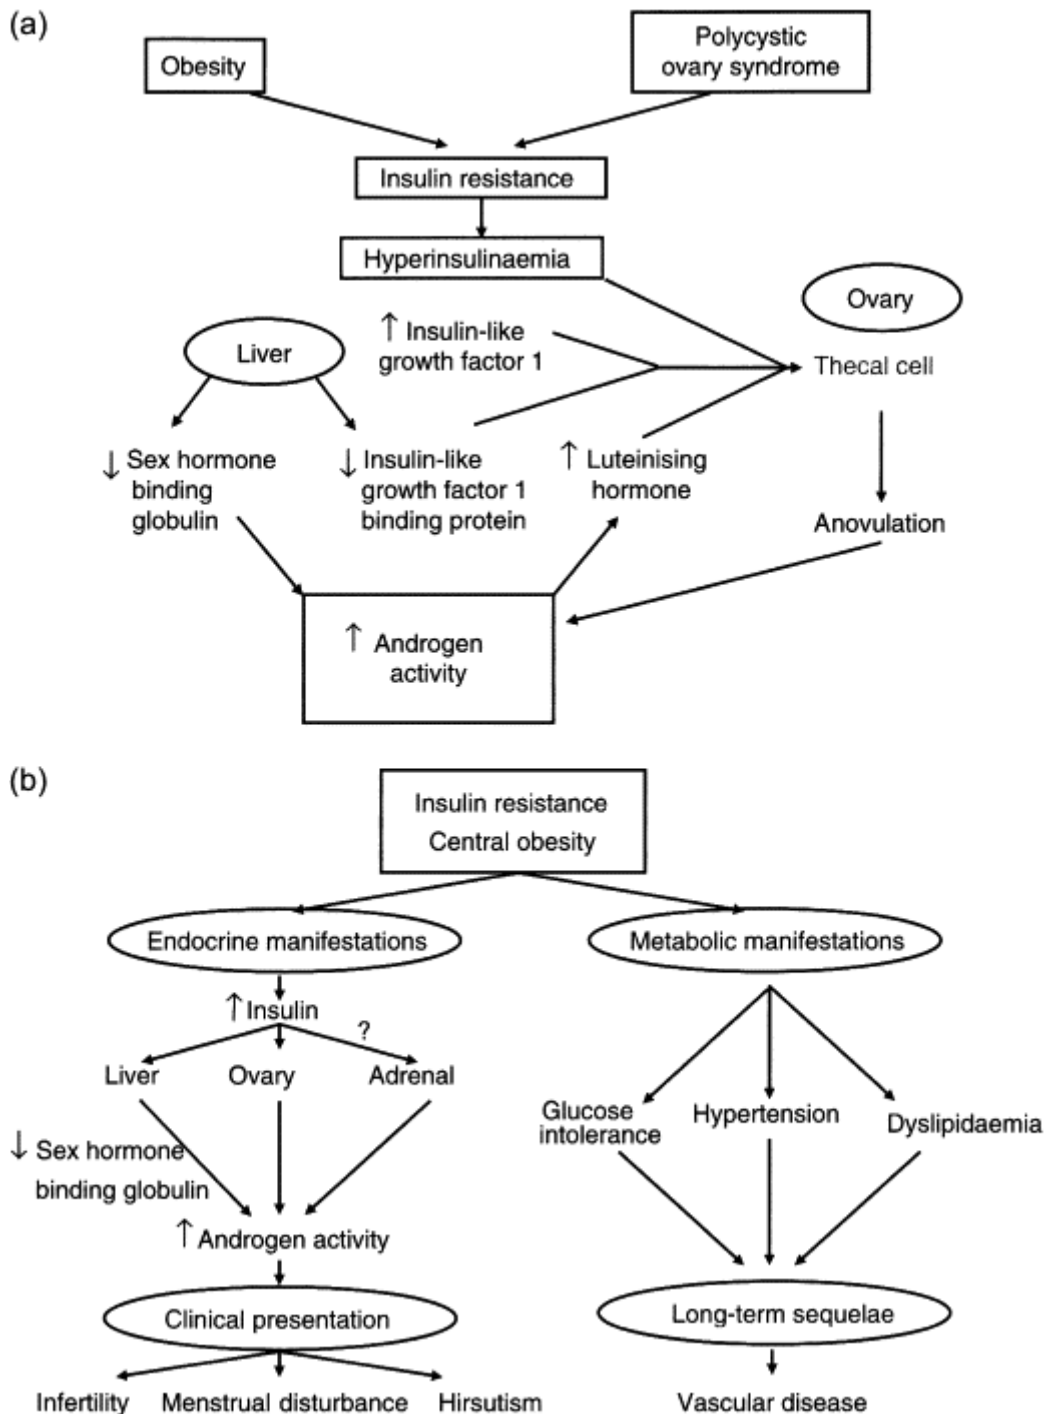 (a)
Obesity
Polycystic
ovary syndrome
Insulin resistance
Hyperinsulinaemia
Ovary
↑ Insulin-like
growth factor 1
Liver
Thecal cell
↓ Sex hormone
binding
globulin
↓ Insulin-like
growth factor 1
binding protein
↑ Luteinising
hormone
Anovulation
↑ Androgen
activity
(b)
Insulin resistance
Central obesity
Endocrine manifestations
Metabolic manifestations
↑ Insulin
?
Liver
Ovary
Adrenal
Glucose
intolerance
Hypertension
Dyslipidaemia
↓ Sex hormone
binding globulin
↑ Androgen activity
Clinical presentation
Long-term sequelae
Infertility
Menstrual disturbance
Hirsutism
Vascular disease